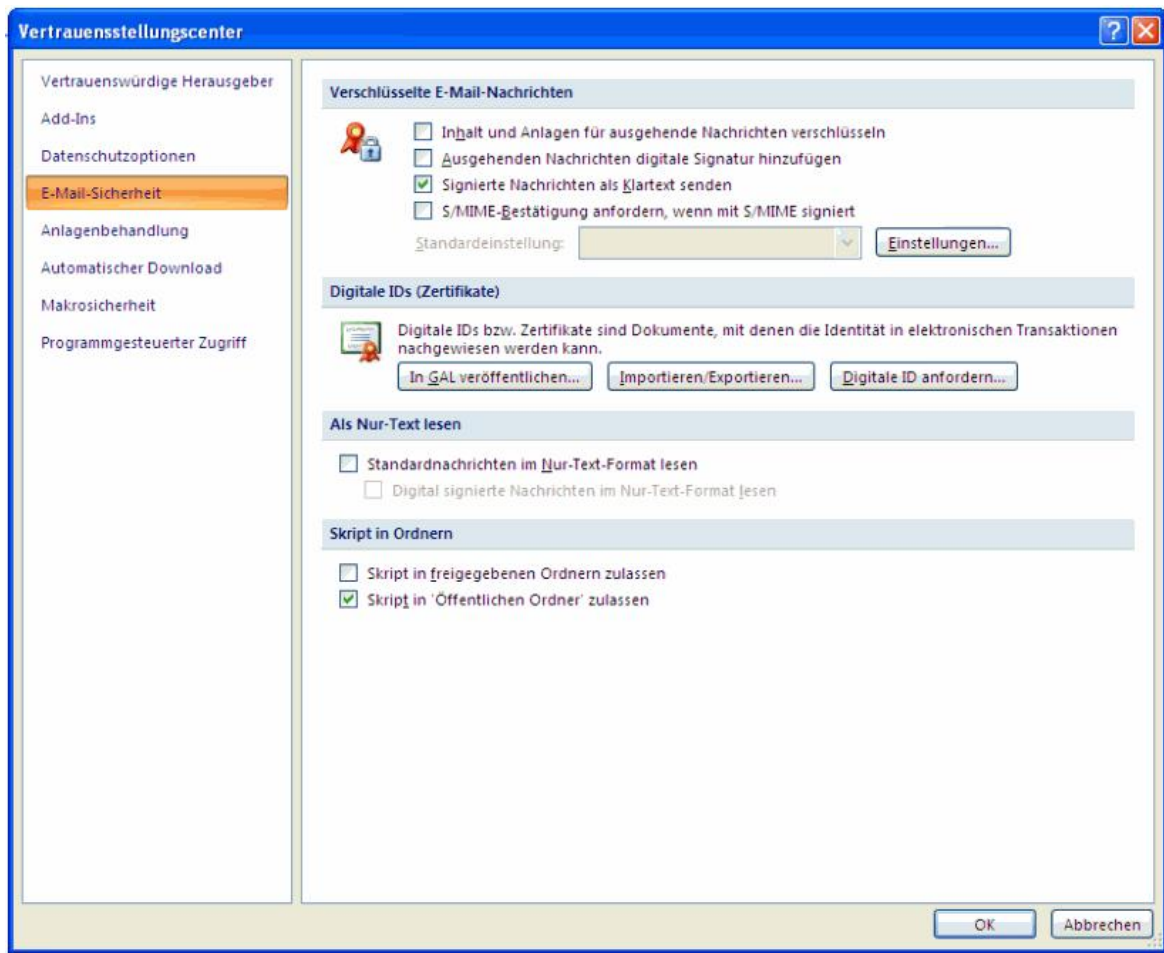 Vertrauensstellungscenter
Vertrauenswürdige Herausgeber
Add-Ins
Datenschutzoptionen
E-Mail-Sicherheit
Anlagenbehandlung
Automatischer Download
Makrosicherheit
Programmgesteuerter Zugriff
Verschlüsselte E-Mail-Nachrichten
Inhalt und Anlagen für ausgehende Nachrichten verschlüsseln
Ausgehenden Nachrichten digitale Signatur hinzufügen
Signierte Nachrichten als Klartext senden
S/MIME-Bestätigung anfordern, wenn mit S/MIME signiert
Standardeinstellung: Einstellungen...
Digitale IDs (Zertifikate)
Digitale IDs bzw. Zertifikate sind Dokumente, mit denen die Identität in elektronischen Transaktionen
nachgewiesen werden kann.
In GAL veröffentlichen... Importieren/Exportieren... Digitale ID anfordern...
Als Nur-Text lesen
Standardnachrichten im Nur-Text-Format lesen
Digital signierte Nachrichten im Nur-Text-Format lesen
Skript in Ordnern
Skript in freigegebenen Ordnern zulassen
Skript in 'Öffentlichen Ordner' zulassen
OK Abbrechen